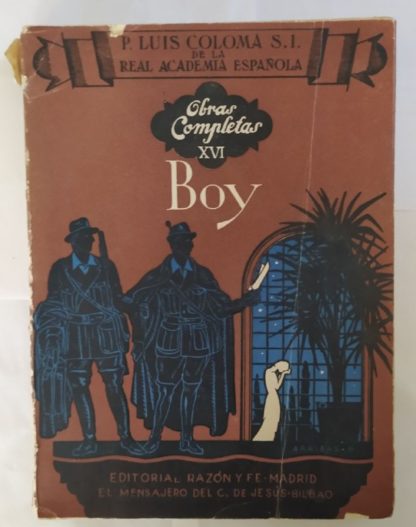 P. LUIS COLOMA S.I.
DE LA
REAL ACADEMIA ESPAÑOLA
Obras
Completas
XVI
Boy
EDITORIAL RAZÓN Y FE-MADRID
EL MENSAJERO DEL C. DE JESÚS-BILBAO